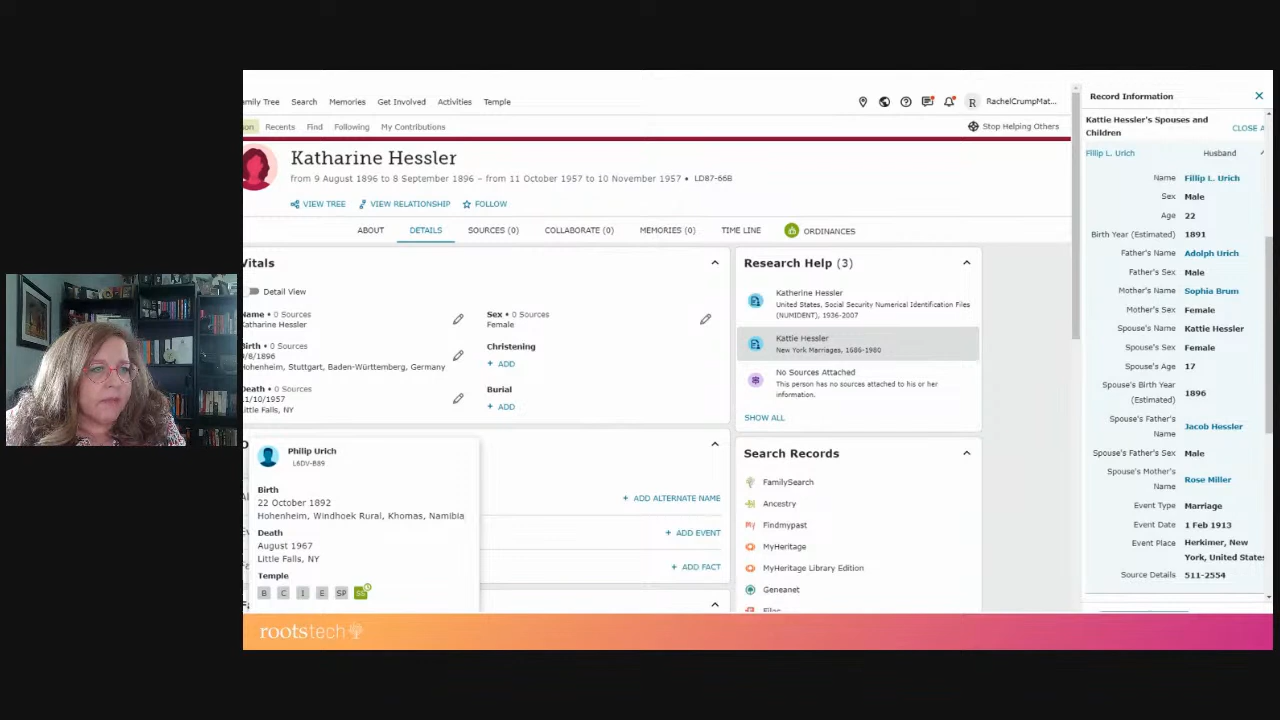 Family Tree Search Memories Get Involved Activities Temple
RachelCrumpMat...
Recents Find Following My Contributions
Stop Helping Others
Katharine Hessler
from 9 August 1896 to 8 September 1896 – from 11 October 1957 to 10 November 1957 • LD87-66B
VIEW TREE VIEW RELATIONSHIP FOLLOW
ABOUT DETAILS SOURCES (0) COLLABORATE (0) MEMORIES (0) TIME LINE ORDINANCES
Vitals
Detail View
Name • 0 Sources
Katharine Hessler
Birth • 0 Sources
9/8/1896
Hohenheim, Stuttgart, Baden-Württemberg, Germany
Death • 0 Sources
11/10/1957
Little Falls, NY
Sex • 0 Sources
Female
Christening
+ ADD
Burial
+ ADD
Philip Urich
L6DV-B89
Birth
22 October 1892
Hohenheim, Windhoek Rural, Khomas, Namibia
Death
August 1967
Little Falls, NY
Temple
B C I E SP
+ ADD ALTERNATE NAME
+ ADD EVENT
+ ADD FACT
Research Help (3)
Katherine Hessler
United States, Social Security Numerical Identification Files
(NUMIDENT), 1936-2007
Kattie Hessler
New York Marriages, 1686-1980
No Sources Attached
This person has no sources attached to his or her
information.
SHOW ALL
Search Records
FamilySearch
Ancestry
Findmypast
MyHeritage
MyHeritage Library Edition
Geneanet
Record Information
Kattie Hessler's Spouses and
Children
CLOSE A
Fillip L. Urich Husband
Name Fillip L. Urich
Sex Male
Age 22
Birth Year (Estimated) 1891
Father's Name Adolph Urich
Father's Sex Male
Mother's Name Sophia Brum
Mother's Sex Female
Spouse's Name Kattie Hessler
Spouse's Sex Female
Spouse's Age 17
Spouse's Birth Year
(Estimated) 1896
Spouse's Father's
Name Jacob Hessler
Spouse's Father's Sex Male
Spouse's Mother's
Name Rose Miller
Event Type Marriage
Event Date 1 Feb 1913
Event Place Herkimer, New
York, United States
Source Details 511-2554
rootstech